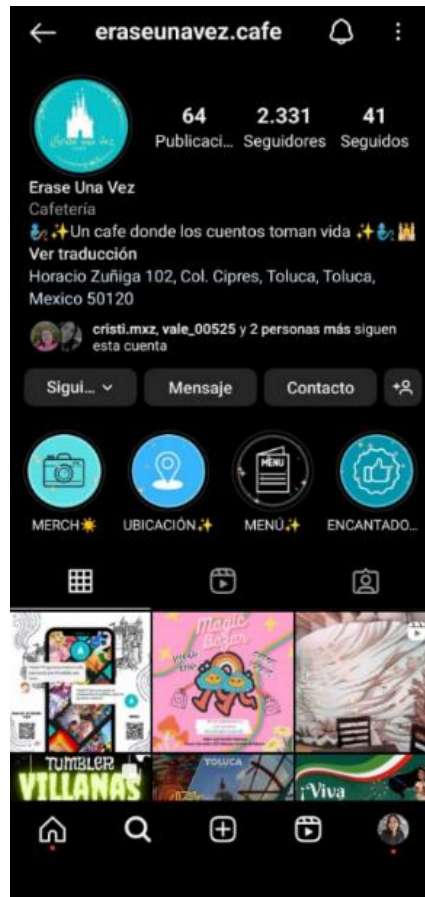 eraseunavez.cafe
64 2.331 41
Publicaci... Seguidores Seguidos
Erase Una Vez
Cafetería
🧞‍♂️✨Un cafe donde los cuentos toman vida ✨🧞‍♂️🏰
Ver traducción
Horacio Zuñiga 102, Col. Cipres, Toluca, Toluca,
Mexico 50120
cristi.mxz, vale_00525 y 2 personas más siguen
esta cuenta
Sigui... Mensaje Contacto
MENU
MERCH☀️ UBICACIÓN✨ MENÚ✨ ENCANTADO...
Magic
Bazar
TUMBLER
VILLANAS
TOLUCA
¡Viva